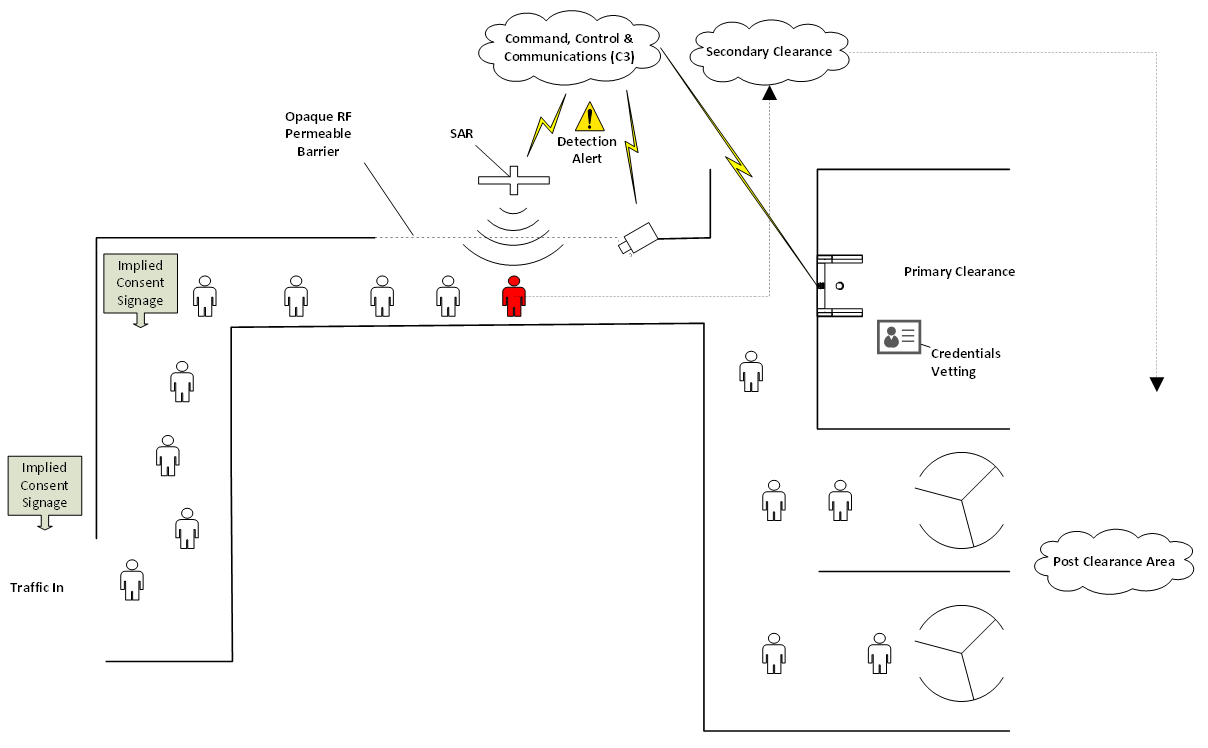 Command, Control &
Communications (C3)
Secondary Clearance
Opaque RF
Permeable
Barrier
SAR
Detection
Alert
Implied
Consent
Signage
Primary Clearance
Credentials
Vetting
Implied
Consent
Signage
Traffic In
Post Clearance Area